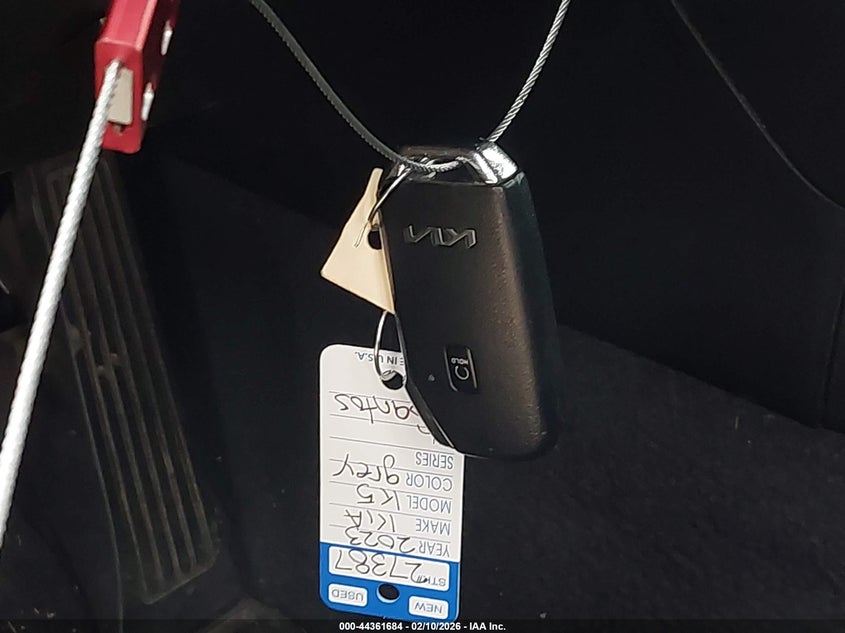 KIA
HOLD
NEW USED
STK# 27387
YEAR 2023
MAKE KIA
MODEL K5
COLOR grey
SERIES
santos
E IN U.S.A.
000-44361684 - 02/10/2026 - IAA Inc.